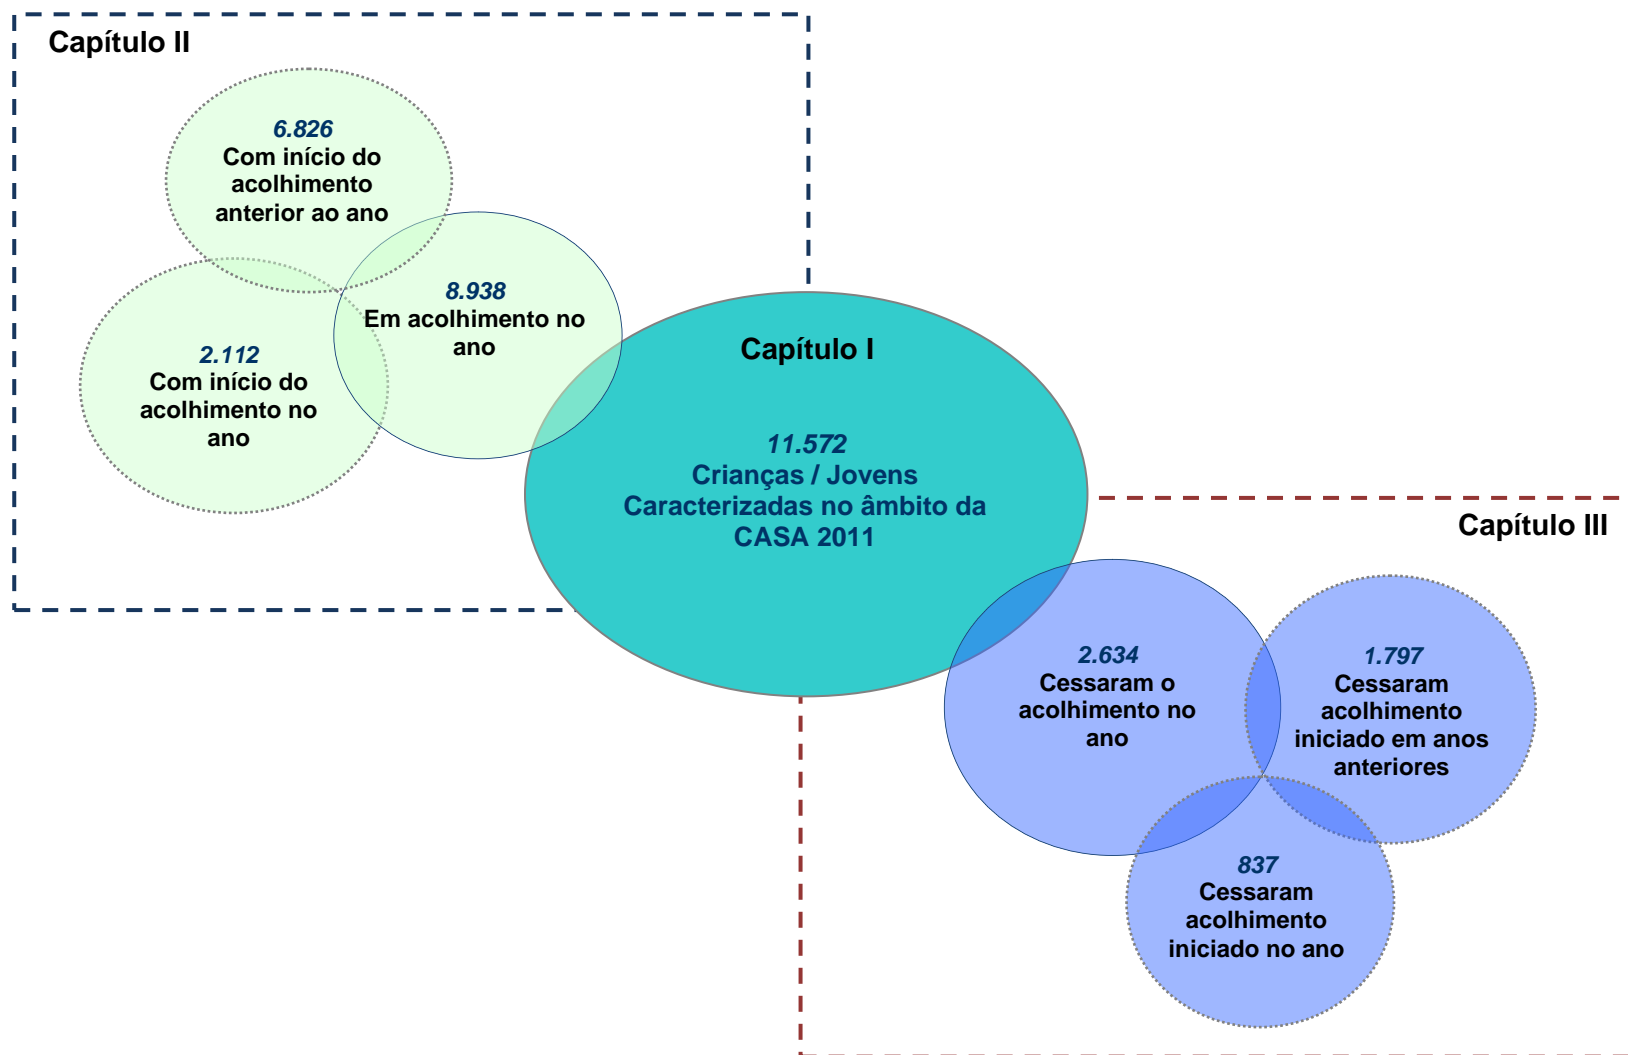 Capítulo II
6.826
Com início do
acolhimento
anterior ao ano
8.938
Em acolhimento no
ano
2.112
Com início do
acolhimento no
ano
Capítulo I
11.572
Crianças / Jovens
Caracterizadas no âmbito da
CASA 2011
Capítulo III
2.634
Cessaram o
acolhimento no
ano
1.797
Cessaram
acolhimento
iniciado em anos
anteriores
837
Cessaram
acolhimento
iniciado no ano